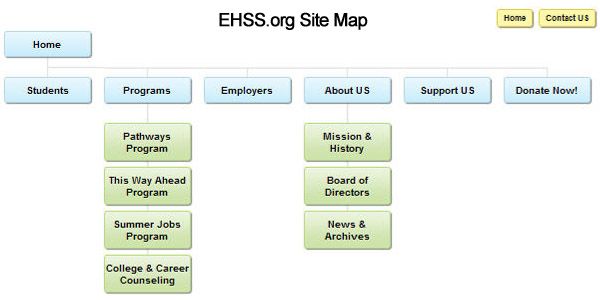 EHSS.org Site Map
Home
Contact US
Home
Students
Programs
Employers
About US
Support US
Donate Now!
Pathways
Program
This Way Ahead
Program
Summer Jobs
Program
College & Career
Counseling
Mission &
History
Board of
Directors
News &
Archives